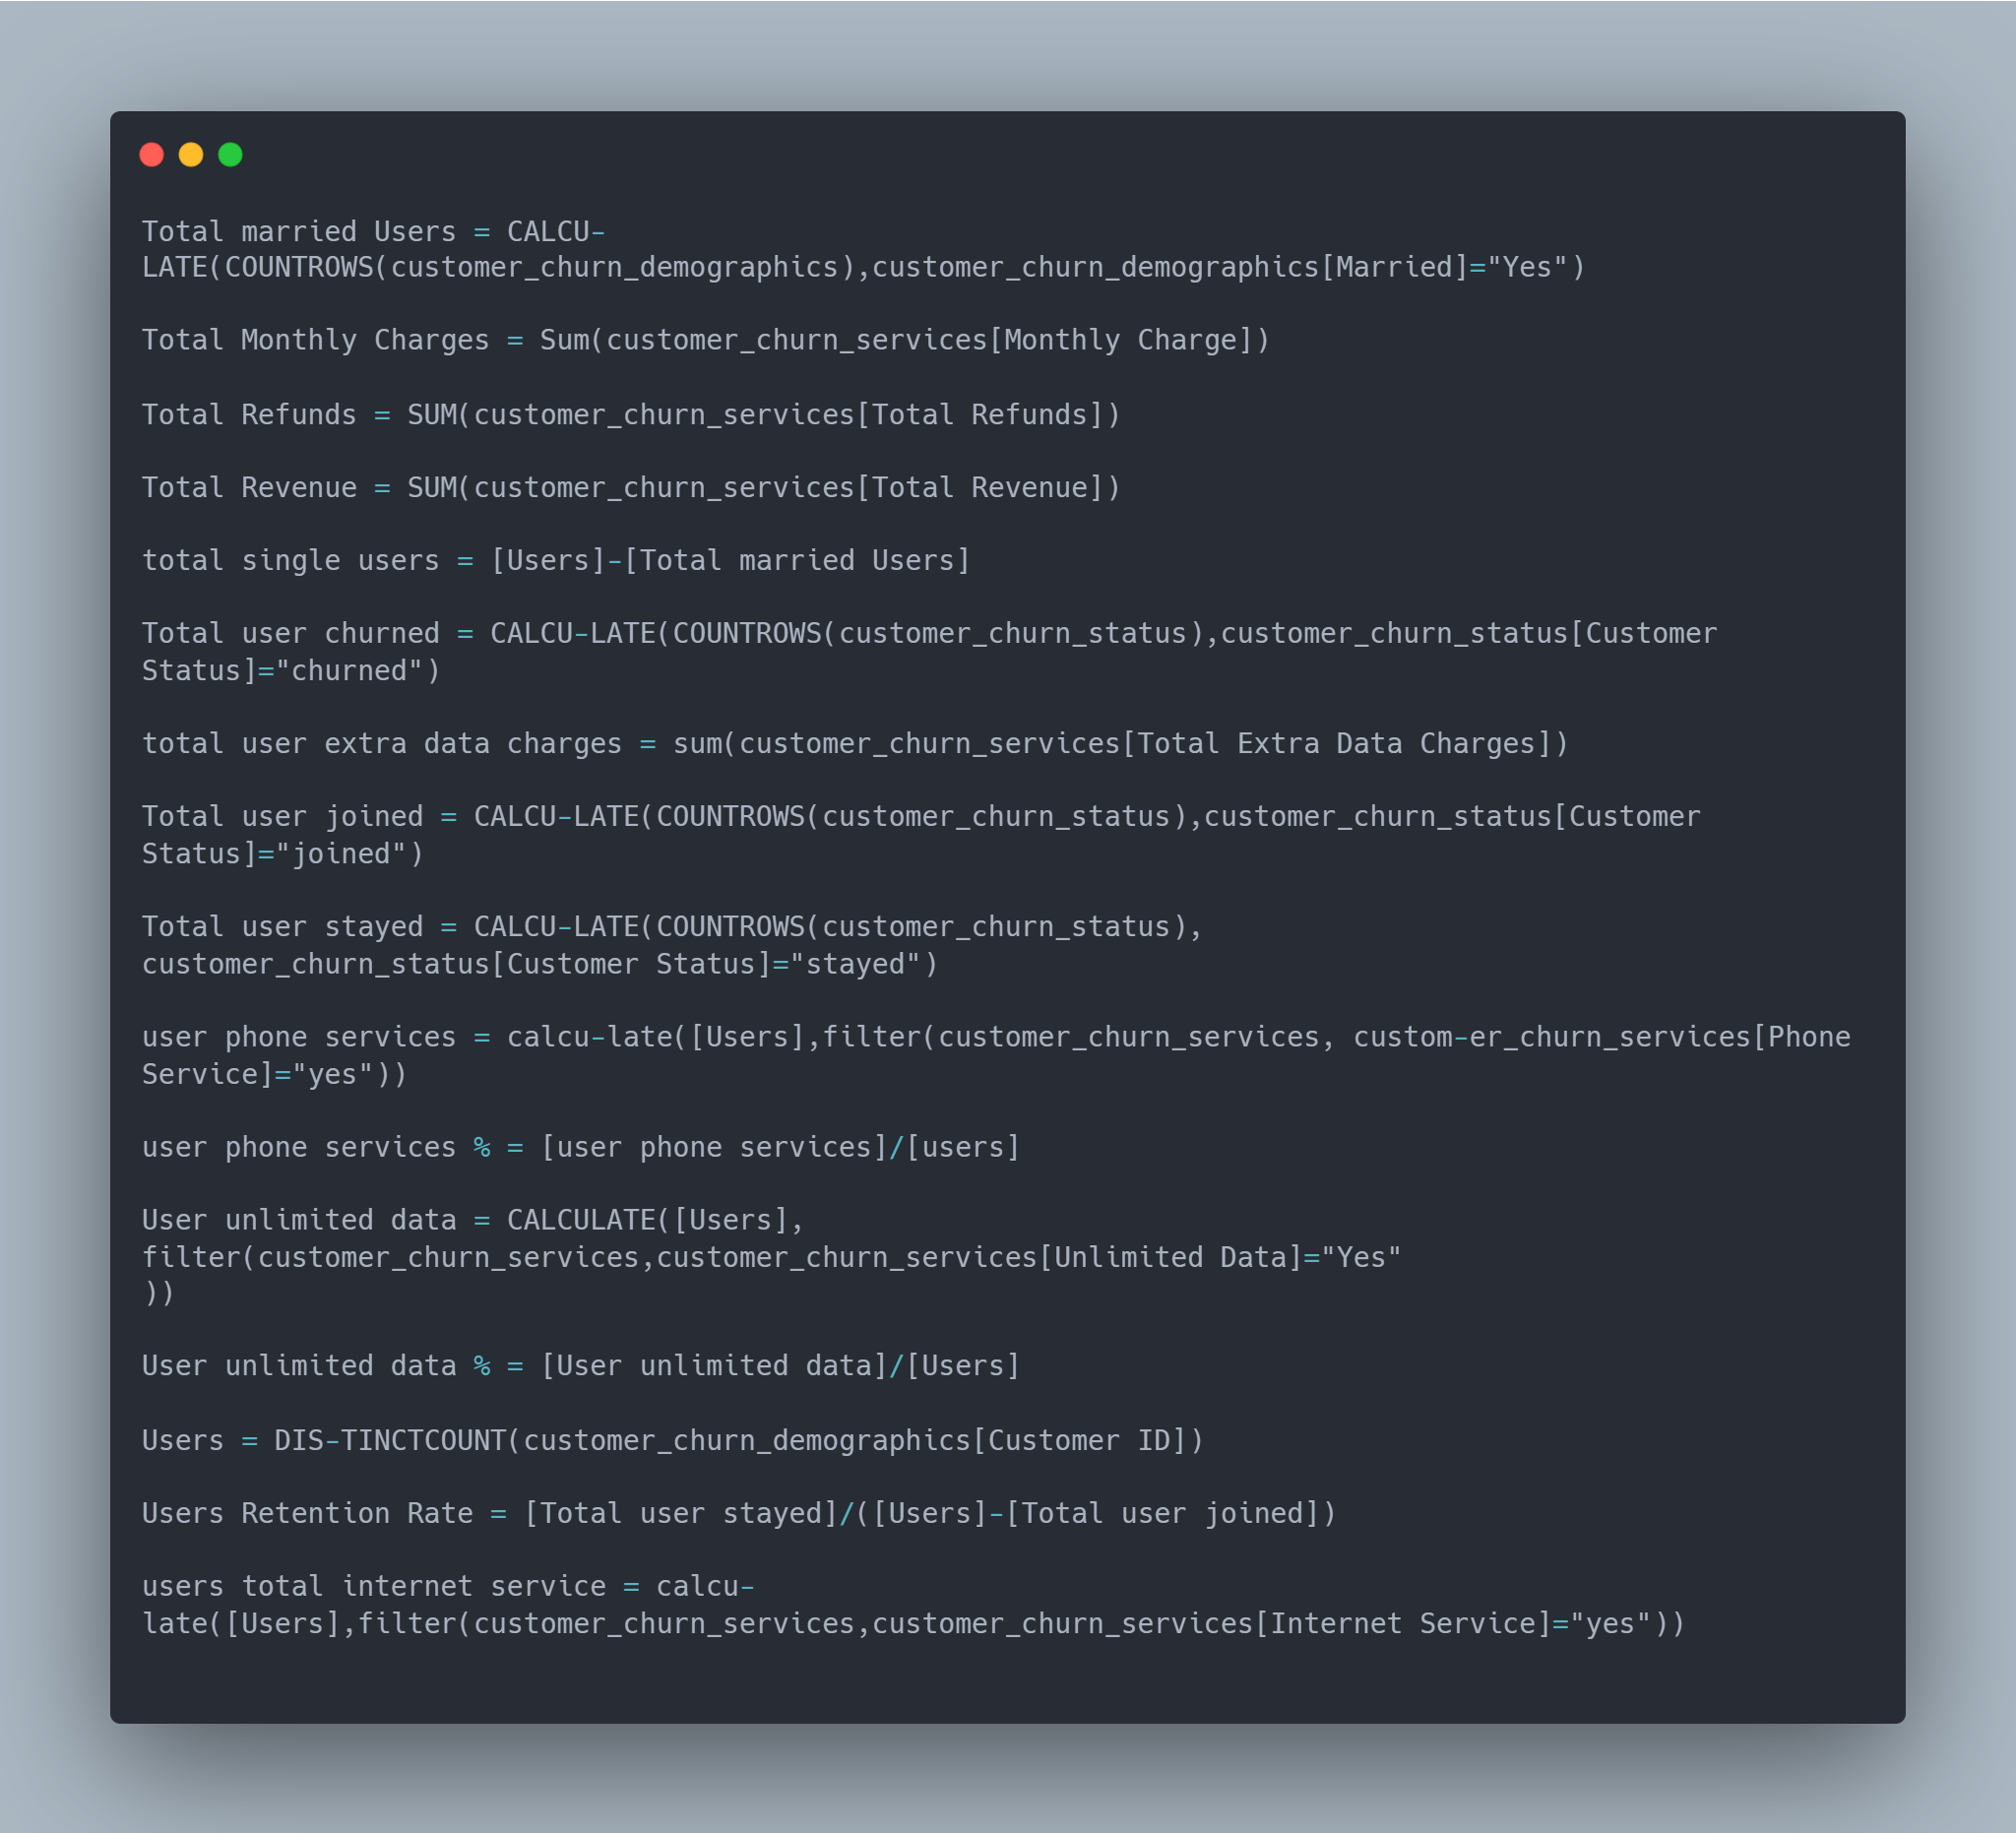 Total married Users = CALCU-
LATE(COUNTROWS(customer_churn_demographics),customer_churn_demographics[Married]="Yes")
Total Monthly Charges = Sum(customer_churn_services[Monthly Charge])
Total Refunds = SUM(customer_churn_services[Total Refunds])
Total Revenue = SUM(customer_churn_services[Total Revenue])
total single users = [Users]-[Total married Users]
Total user churned = CALCU-LATE(COUNTROWS(customer_churn_status),customer_churn_status[Customer
Status]="churned")
total user extra data charges = sum(customer_churn_services[Total Extra Data Charges])
Total user joined = CALCU-LATE(COUNTROWS(customer_churn_status),customer_churn_status[Customer
Status]="joined")
Total user stayed = CALCU-LATE(COUNTROWS(customer_churn_status),
customer_churn_status[Customer Status]="stayed")
user phone services = calcu-late([Users],filter(customer_churn_services, custom-er_churn_services[Phone
Service]="yes"))
user phone services % = [user phone services]/[users]
User unlimited data = CALCULATE([Users],
filter(customer_churn_services,customer_churn_services[Unlimited Data]="Yes"
))
User unlimited data % = [User unlimited data]/[Users]
Users = DIS-TINCTCOUNT(customer_churn_demographics[Customer ID])
Users Retention Rate = [Total user stayed]/([Users]-[Total user joined])
users total internet service = calcu-
late([Users],filter(customer_churn_services,customer_churn_services[Internet Service]="yes"))